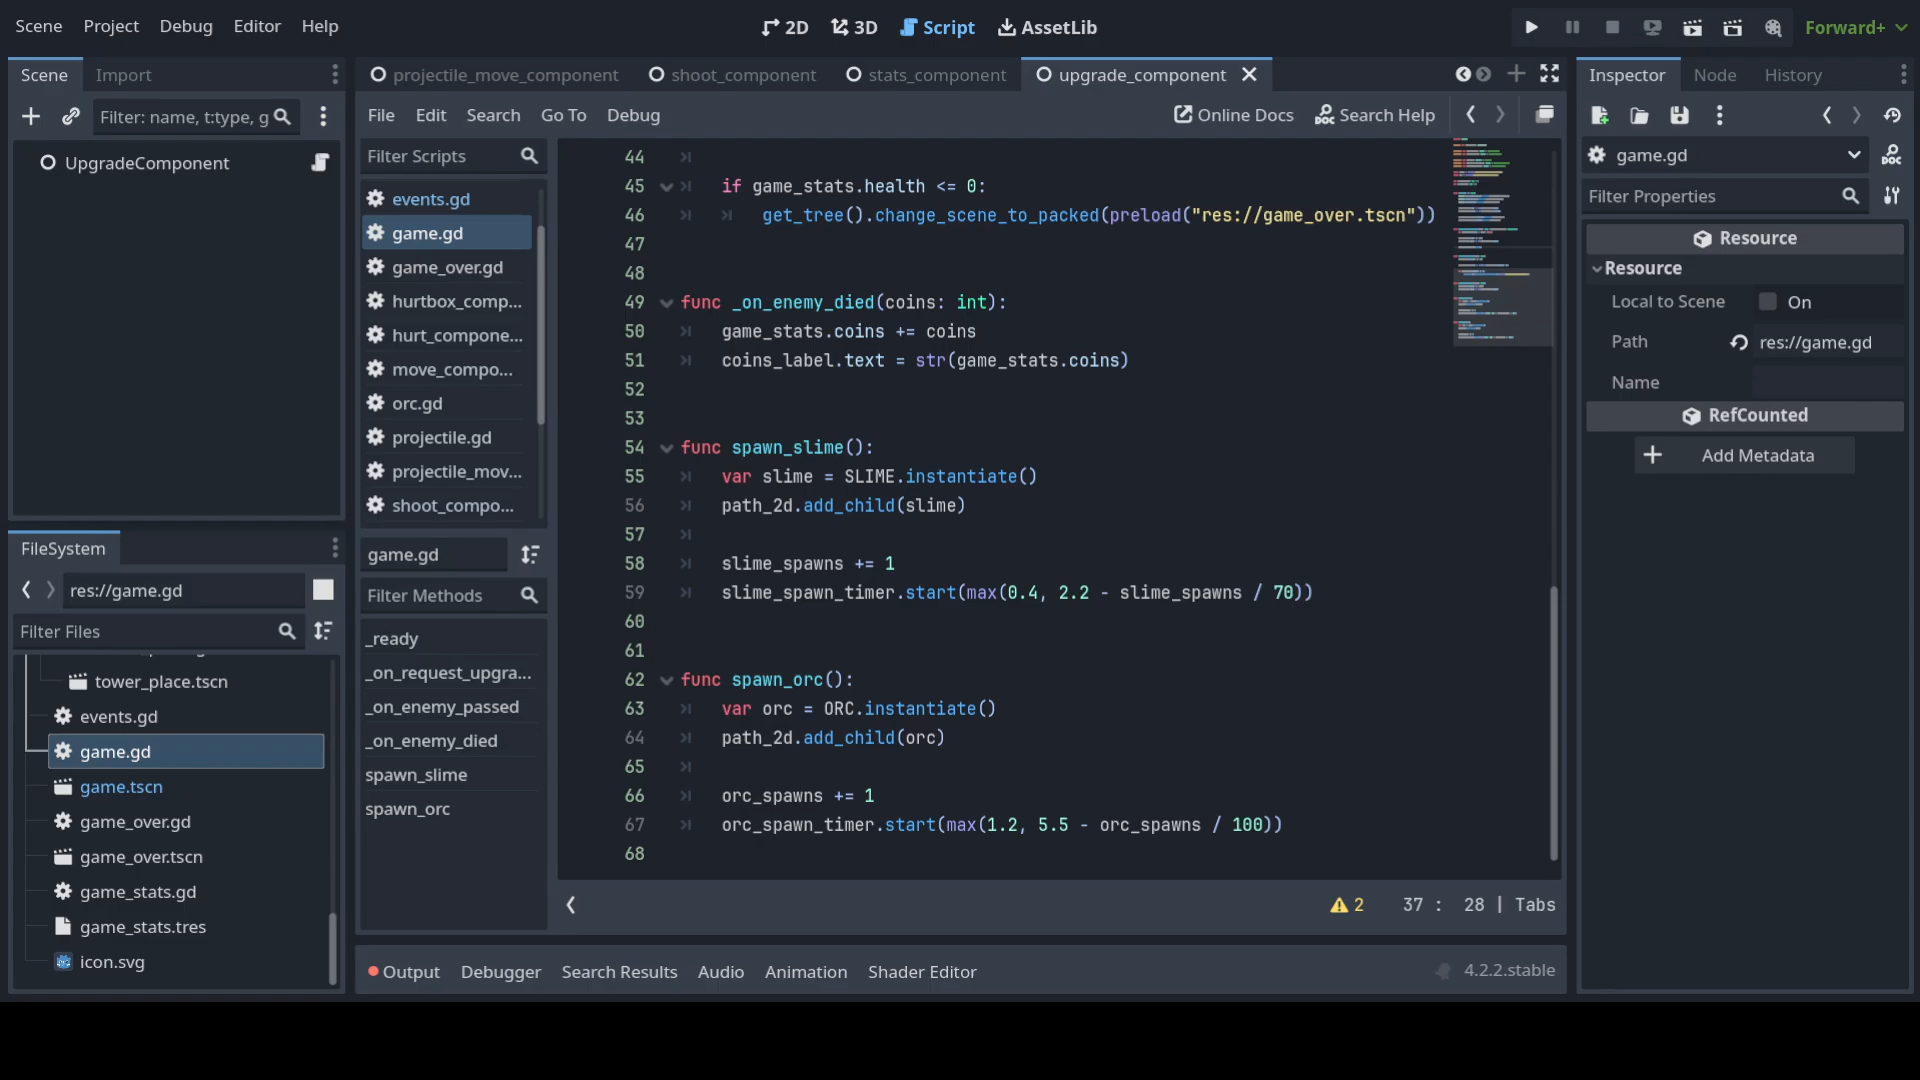 Scene Project Debug Editor Help
2D 3D Script AssetLib
Forward+
Scene Import
Filter: name, t:type, g
UpgradeComponent
FileSystem
res://game.gd
Filter Files
tower_place.tscn
events.gd
game.gd
game.tscn
game_over.gd
game_over.tscn
game_stats.gd
game_stats.tres
icon.svg
projectile_move_component shoot_component stats_component upgrade_component
File Edit Search Go To Debug
Online Docs Search Help
Filter Scripts
events.gd
game.gd
game_over.gd
hurtbox_comp...
hurt_compone...
move_compo...
orc.gd
projectile.gd
projectile_mov...
shoot_compo...
game.gd
Filter Methods
_ready
_on_request_upgra...
_on_enemy_passed
_on_enemy_died
spawn_slime
spawn_orc
44
45 if game_stats.health <= 0:
46 get_tree().change_scene_to_packed(preload("res://game_over.tscn"))
47
48
49 func _on_enemy_died(coins: int):
50 game_stats.coins += coins
51 coins_label.text = str(game_stats.coins)
52
53
54 func spawn_slime():
55 var slime = SLIME.instantiate()
56 path_2d.add_child(slime)
57
58 slime_spawns += 1
59 slime_spawn_timer.start(max(0.4, 2.2 - slime_spawns / 70))
60
61
62 func spawn_orc():
63 var orc = ORC.instantiate()
64 path_2d.add_child(orc)
65
66 orc_spawns += 1
67 orc_spawn_timer.start(max(1.2, 5.5 - orc_spawns / 100))
68
2 37 : 28 | Tabs
Output Debugger Search Results Audio Animation Shader Editor
4.2.2.stable
Inspector Node History
game.gd
Filter Properties
Resource
Resource
Local to Scene On
Path res://game.gd
Name
RefCounted
Add Metadata